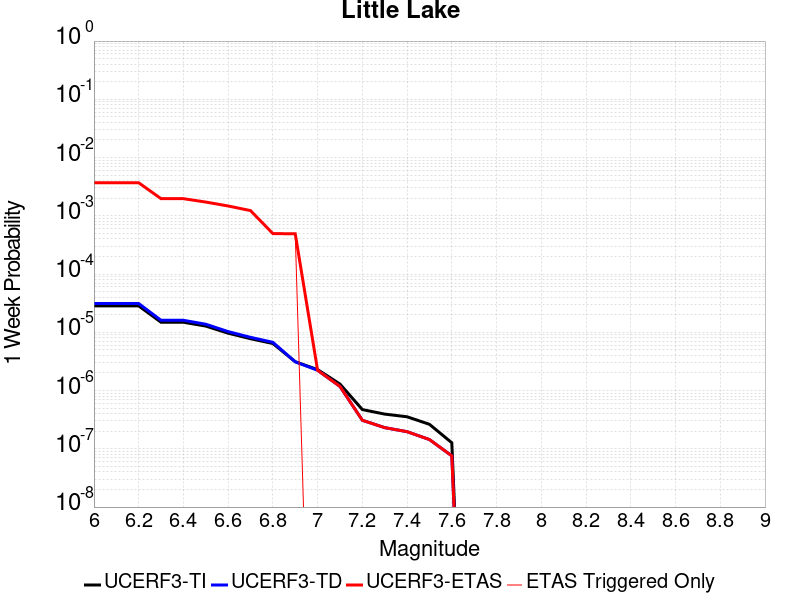 Little Lake
1 Week Probability
10^0
10^-1
10^-2
10^-3
10^-4
10^-5
10^-6
10^-7
10^-8
6 6.2 6.4 6.6 6.8 7 7.2 7.4 7.6 7.8 8 8.2 8.4 8.6 8.8 9
Magnitude
UCERF3-TI UCERF3-TD UCERF3-ETAS ETAS Triggered Only